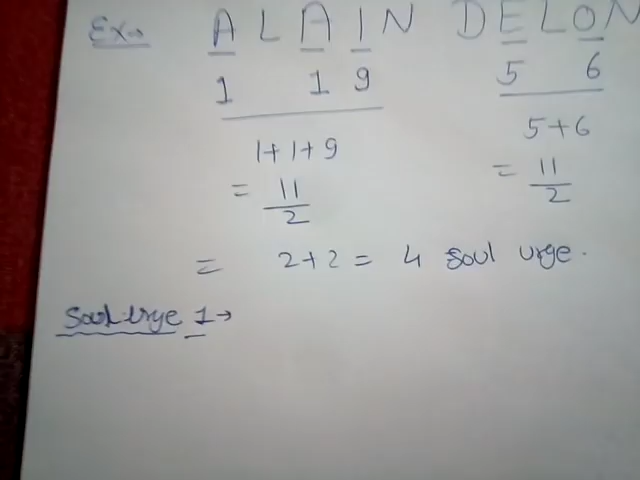 Ex→ ALAIN DELON
1 1 9 5 6
1+1+9 5+6
= 11/2 = 11/2
= 2+2 = 4 Soul urge.
Soul urge 1→